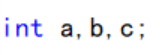 int a,b,c;